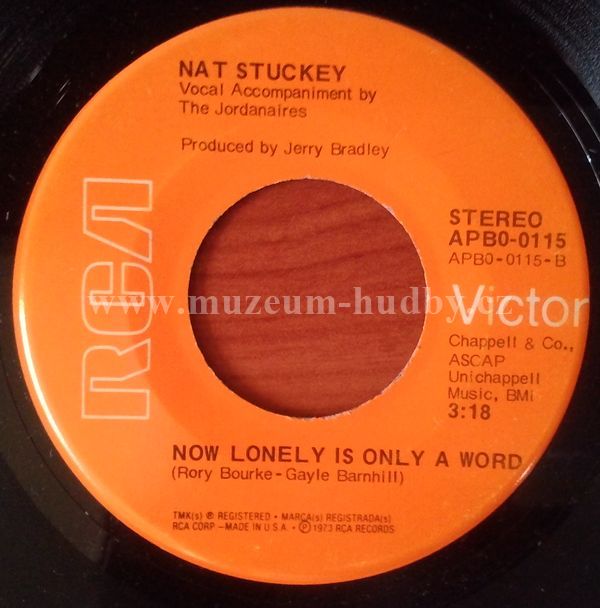 NAT STUCKEY
Vocal Accompaniment by
The Jordanaires
Produced by Jerry Bradley
RCA
STEREO
APB0-0115
APB0-0115-B
Victor
www.muzeum-hudby.cz
Chappell & Co.,
ASCAP
Unichappell
Music, BMI
3:18
NOW LONELY IS ONLY A WORD
(Rory Bourke-Gayle Barnhill)
TMK(s) ® REGISTERED • MARCA(s) REGISTRADA(s)
RCA CORP -MADE IN U.S.A. • ℗ 1973 RCA RECORDS